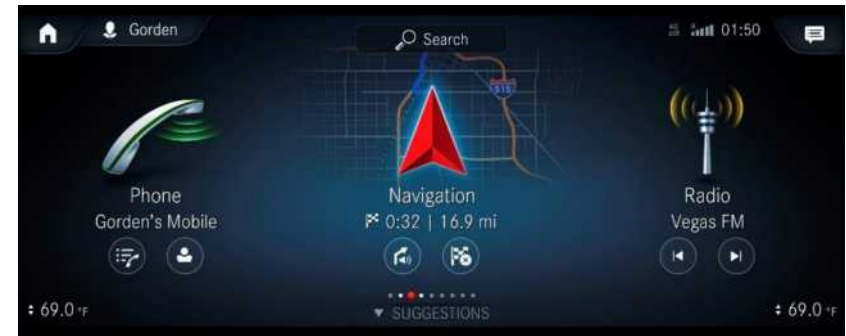 Gorden
Search
01:50
515
Phone
Gorden's Mobile
Navigation
0:32 | 16.9 mi
Radio
Vegas FM
69.0 °F
SUGGESTIONS
69.0 °F